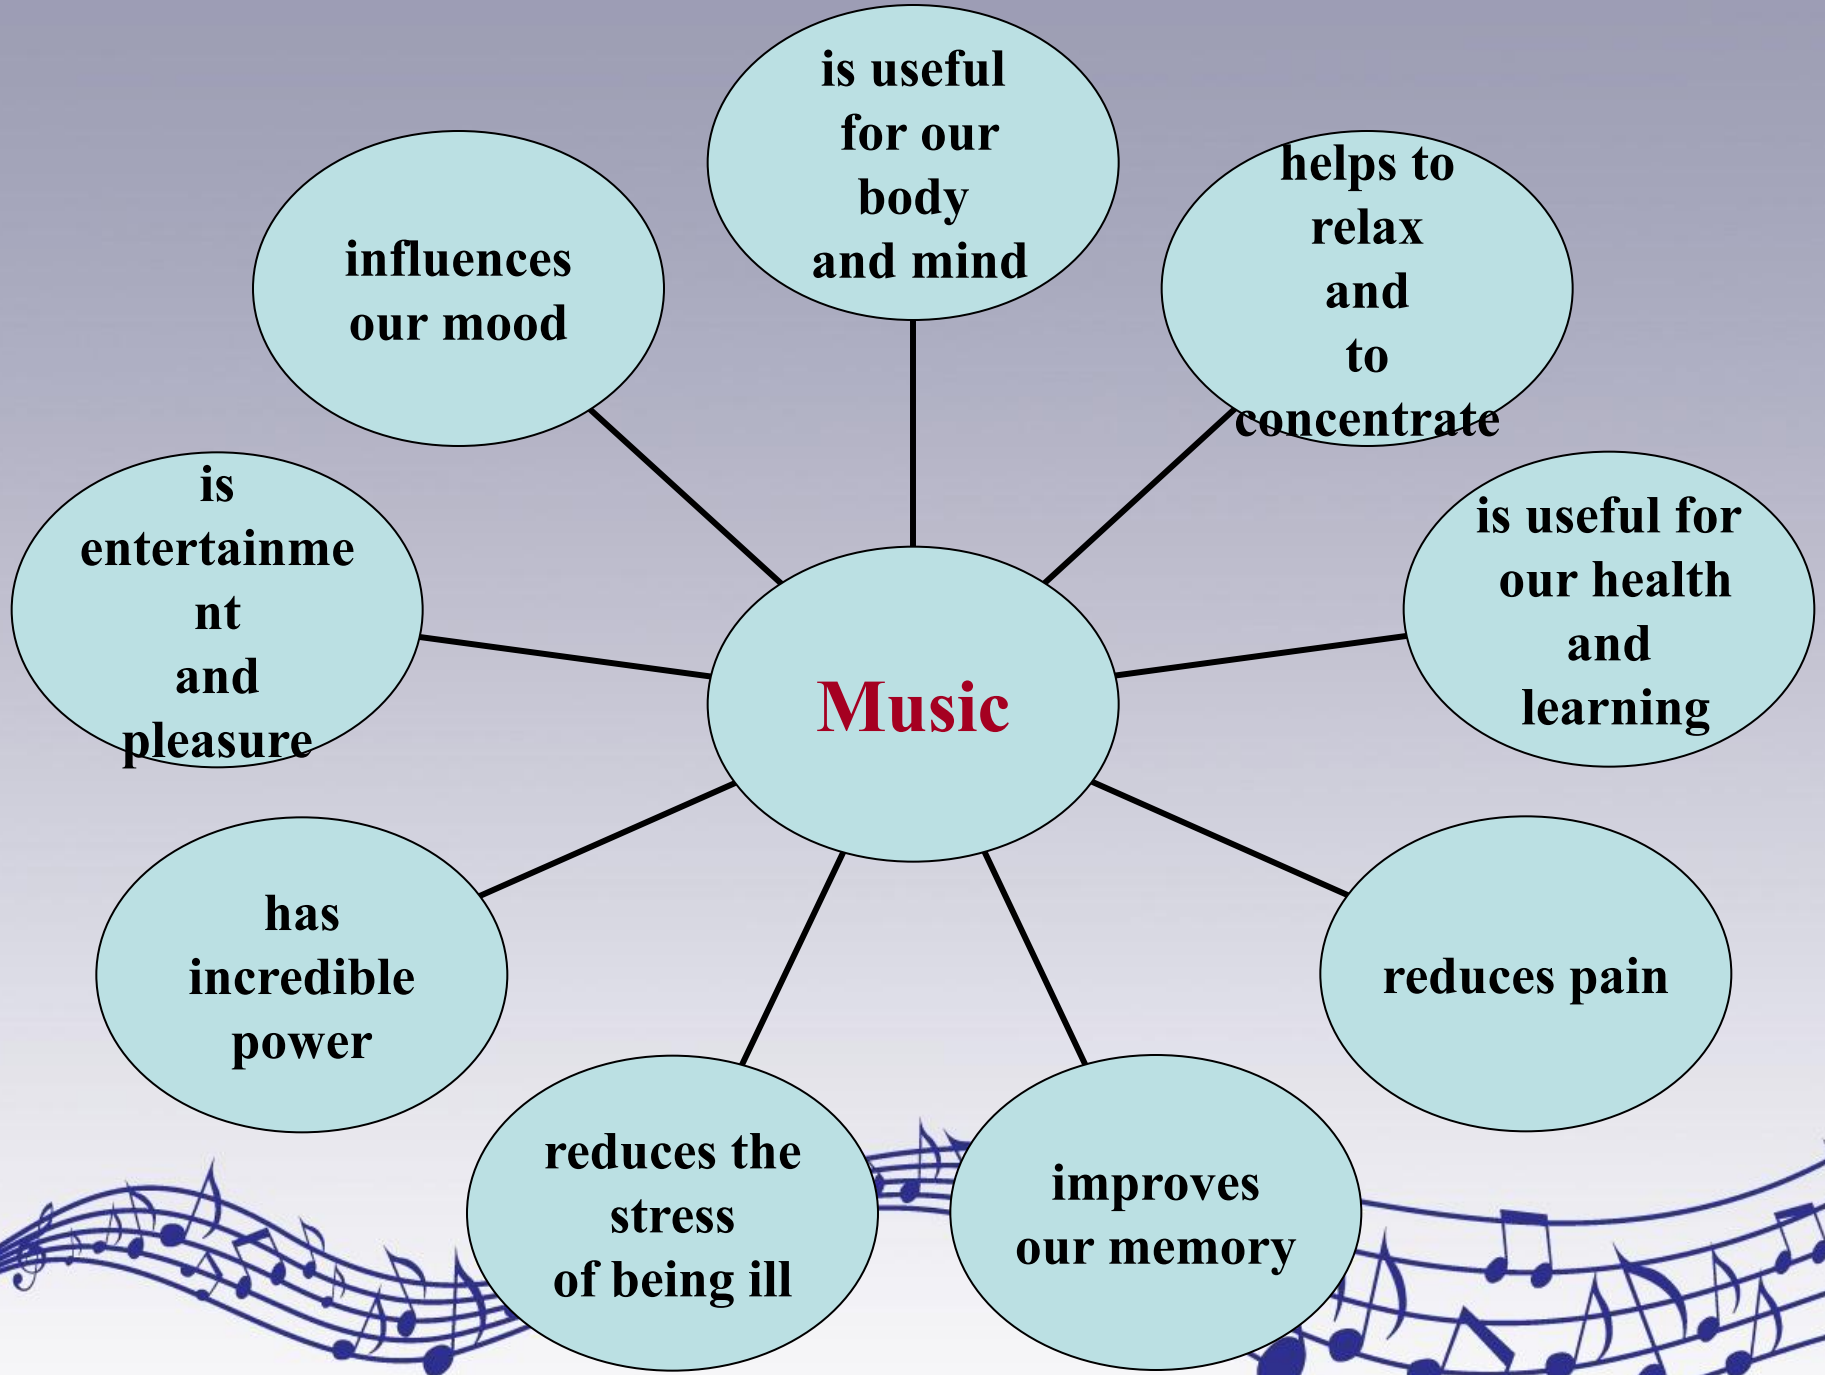 is useful
for our
body
and mind
helps to
relax
and
to
concentrate
influences
our mood
is
entertainme
nt
and
pleasure
is useful for
our health
and
learning
Music
has
incredible
power
reduces pain
reduces the
stress
of being ill
improves
our memory